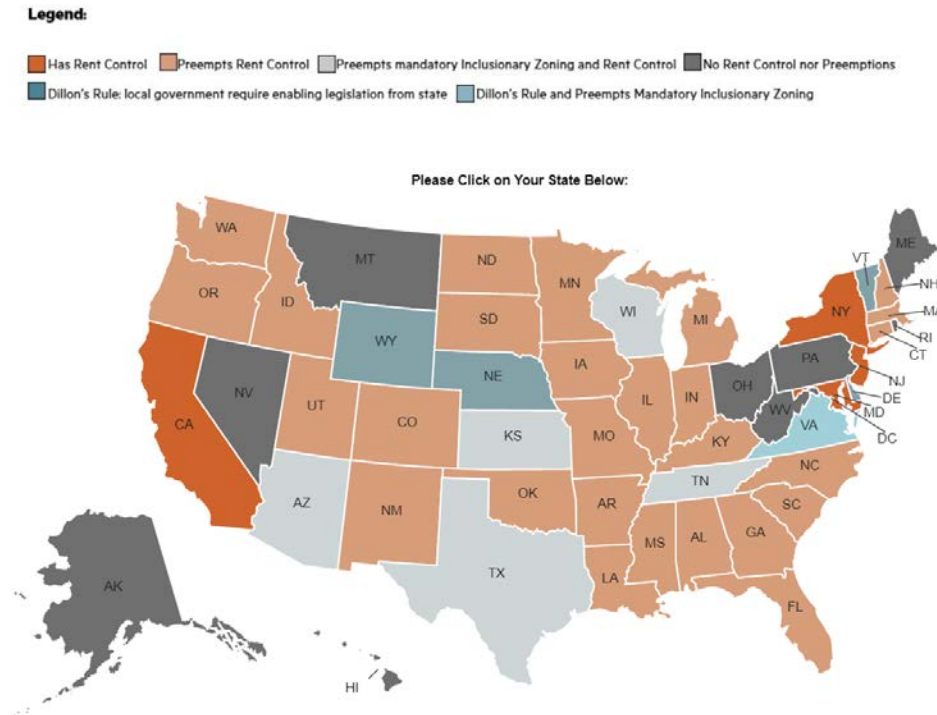 Legend:
Has Rent Control Preempts Rent Control Preempts mandatory Inclusionary Zoning and Rent Control No Rent Control nor Preemptions
Dillon's Rule: local government require enabling legislation from state Dillon's Rule and Preempts Mandatory Inclusionary Zoning
Please Click on Your State Below:
WA
MT
ND
MN
ME
VT
NH
OR
ID
SD
WI
MI
NY
MA
RI
CT
WY
IA
PA
NJ
NE
OH
DE
NV
IL
IN
MD
CA
UT
CO
WV
VA
DC
KS
MO
KY
NC
TN
AZ
NM
OK
AR
SC
MS
AL
GA
TX
LA
FL
AK
HI